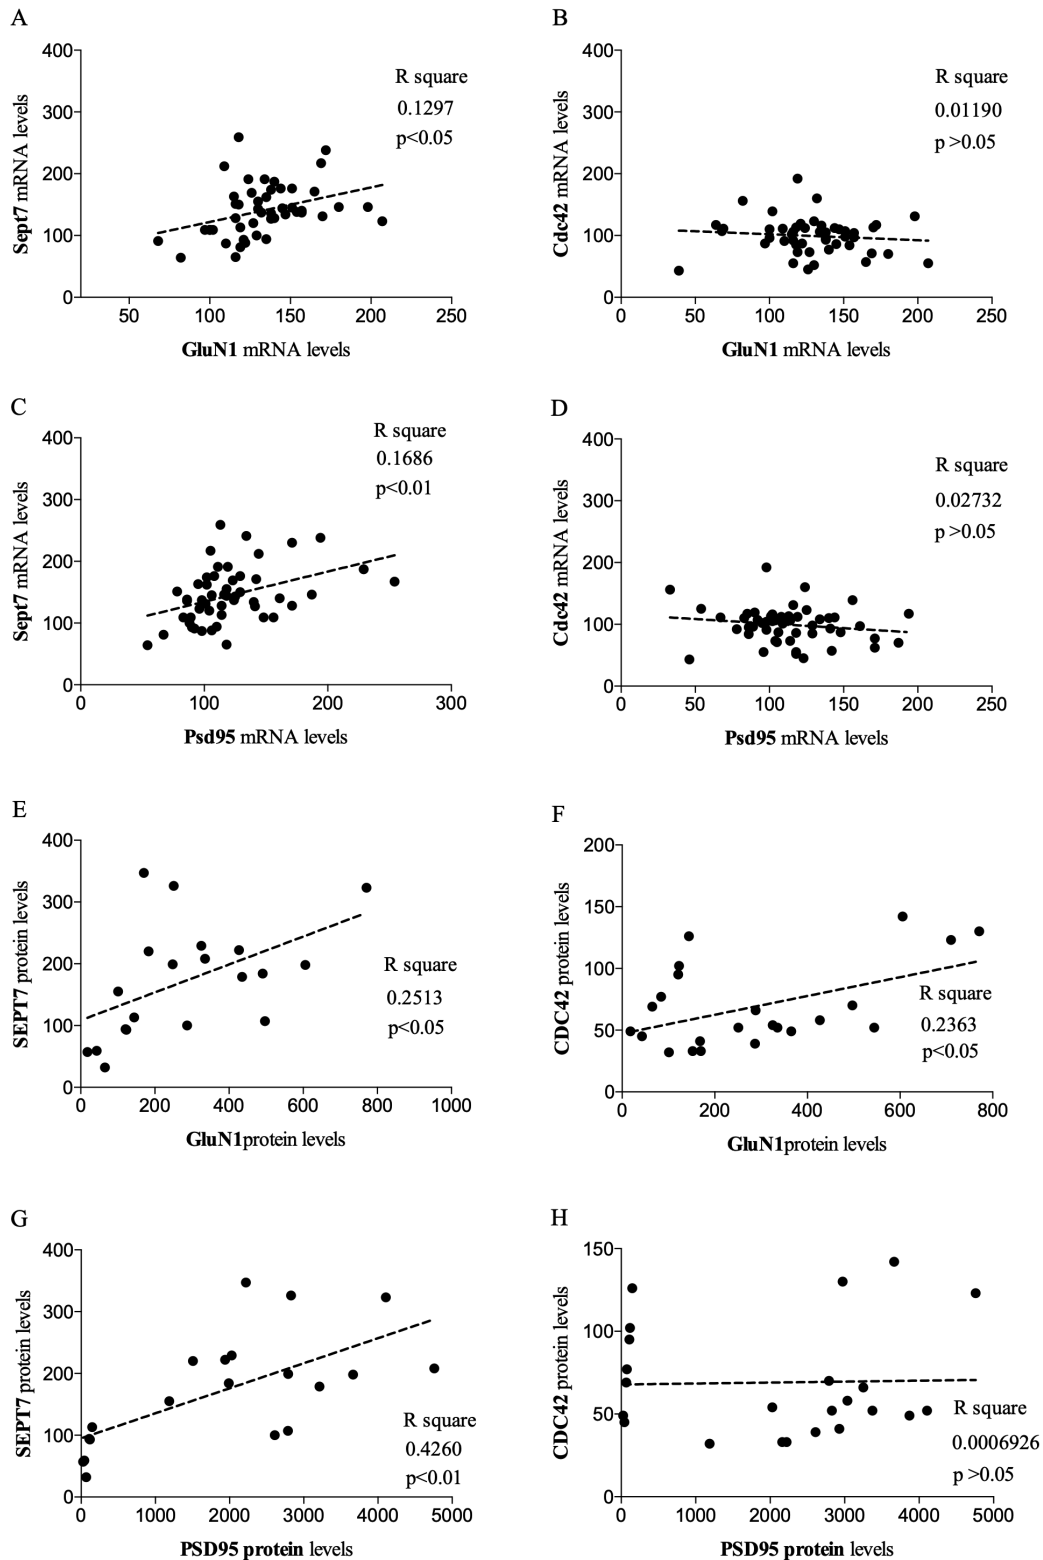 A
400
300
200
100
0
50
100
150
200
250
Sept7 mRNA levels
GluN1 mRNA levels
R square
0.1297
p<0.05
B
400
300
200
100
0
0
50
100
150
200
250
Cdc42 mRNA levels
GluN1 mRNA levels
R square
0.01190
p >0.05
C
400
300
200
100
0
0
100
200
300
Sept7 mRNA levels
Psd95 mRNA levels
R square
0.1686
p<0.01
D
400
300
200
100
0
0
50
100
150
200
250
Cdc42 mRNA levels
Psd95 mRNA levels
R square
0.02732
p >0.05
E
400
300
200
100
0
0
200
400
600
800
1000
SEPT7 protein levels
GluN1protein levels
R square
0.2513
p<0.05
F
200
150
100
50
0
0
200
400
600
800
CDC42 protein levels
GluN1protein levels
R square
0.2363
p<0.05
G
400
300
200
100
0
0
1000
2000
3000
4000
5000
SEPT7 protein levels
PSD95 protein levels
R square
0.4260
p<0.01
H
150
100
50
0
0
1000
2000
3000
4000
5000
CDC42 protein levels
PSD95 protein levels
R square
0.0006926
p >0.05